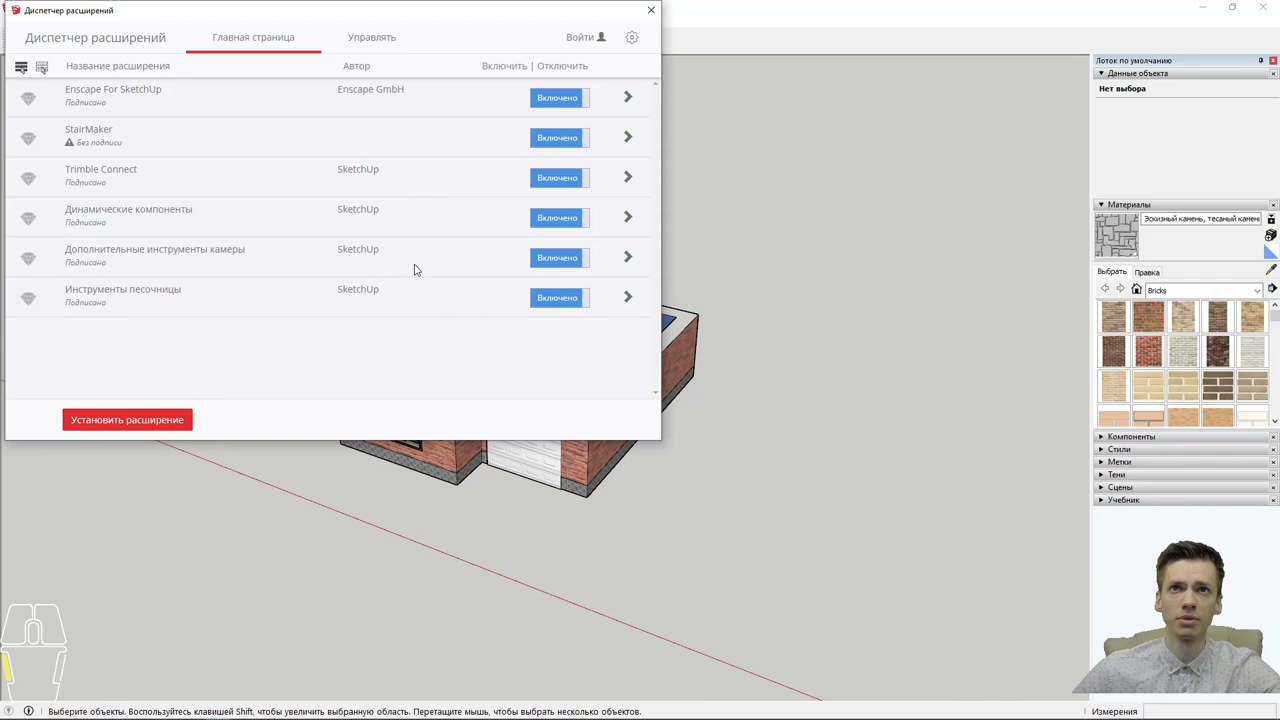 Диспетчер расширений
Диспетчер расширений
Главная страница
Управлять
Войти
Название расширения
Автор
Включить | Отключить
Enscape For SketchUp
Подписано
Enscape GmbH
Включено
StairMaker
Без подписи
Включено
Trimble Connect
Подписано
SketchUp
Включено
Динамические компоненты
Подписано
SketchUp
Включено
Дополнительные инструменты камеры
Подписано
SketchUp
Включено
Инструменты песочницы
Подписано
SketchUp
Включено
Установить расширение
Лоток по умолчанию
Данные объекта
Нет выбора
Материалы
Эскизный камень, тесаный камень
Выбрать
Правка
Bricks
Компоненты
Стили
Метки
Тени
Сцены
Учебник
Выберите объекты. Воспользуйтесь клавишей Shift, чтобы увеличить выбранную область. Перетащите мышь, чтобы выбрать несколько объектов.
Измерения